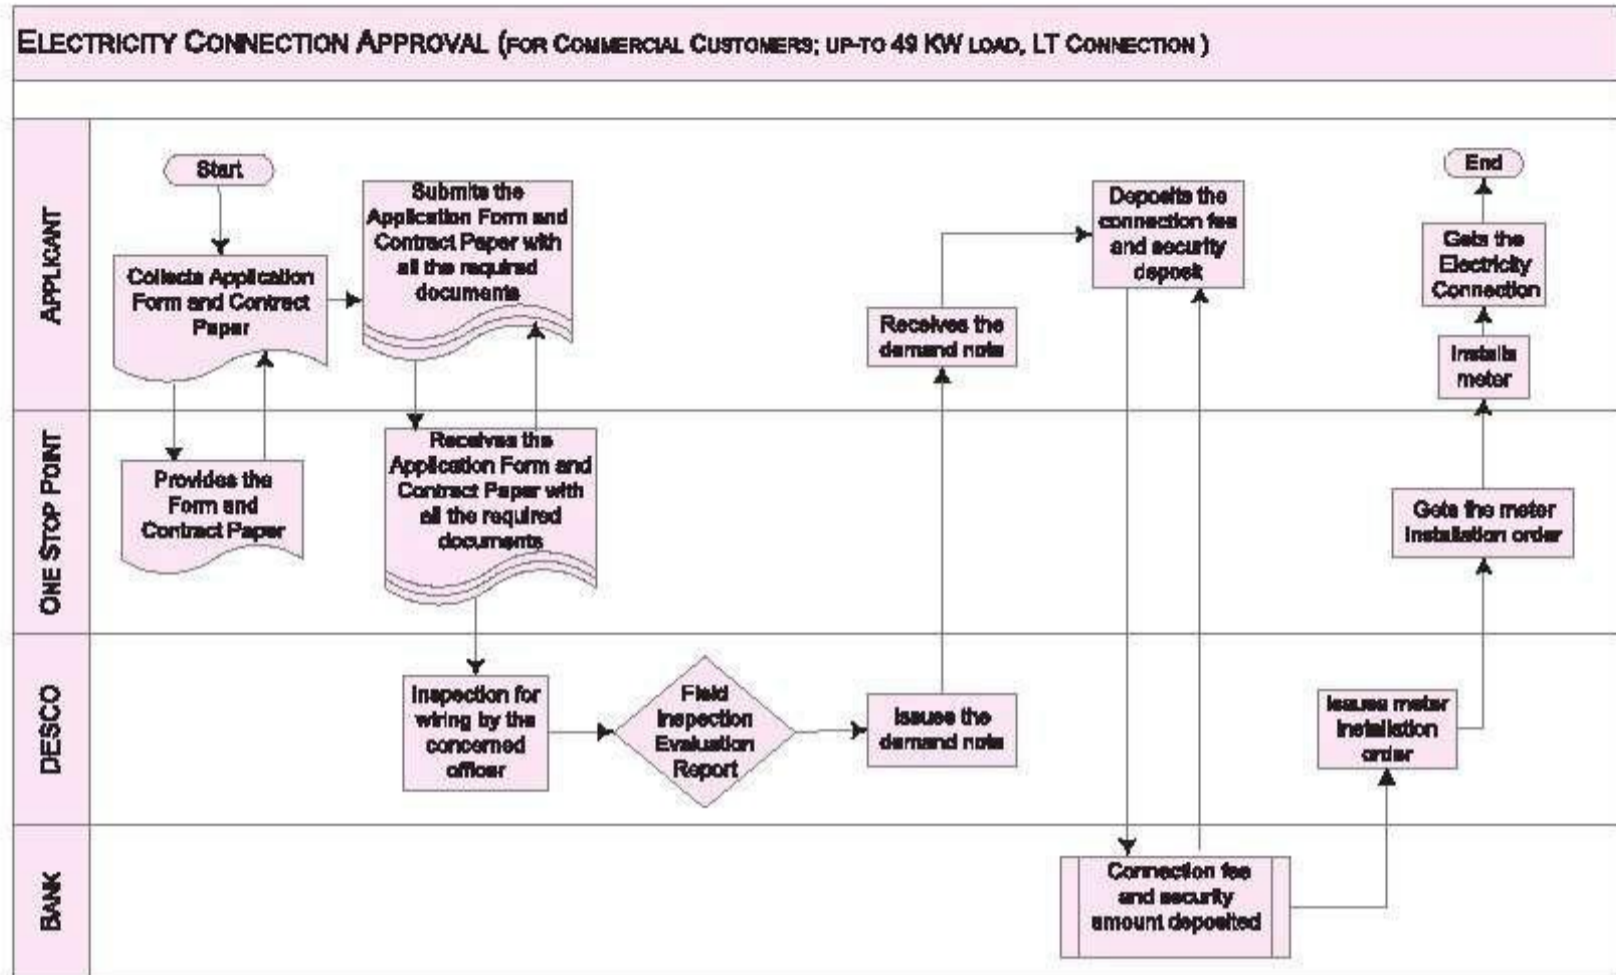 ELECTRICITY CONNECTION APPROVAL (FOR COMMERCIAL CUSTOMERS; UP-TO 49 KW LOAD, LT CONNECTION )
APPLICANT
Start
Collects Application
Form and Contract
Paper
Submits the
Application Form and
Contract Paper with
all the required
documents
Receives the
demand note
Deposits the
connection fee
and security
deposit
End
Gets the
Electricity
Connection
Installs
meter
ONE STOP POINT
Provides the
Form and
Contract Paper
Receives the
Application Form and
Contract Paper with
all the required
documents
Gets the meter
installation order
DESCO
Inspection for
wiring by the
concerned
officer
Field
Inspection
Evaluation
Report
Issues the
demand note
Issues meter
installation
order
BANK
Connection fee
and security
amount deposited